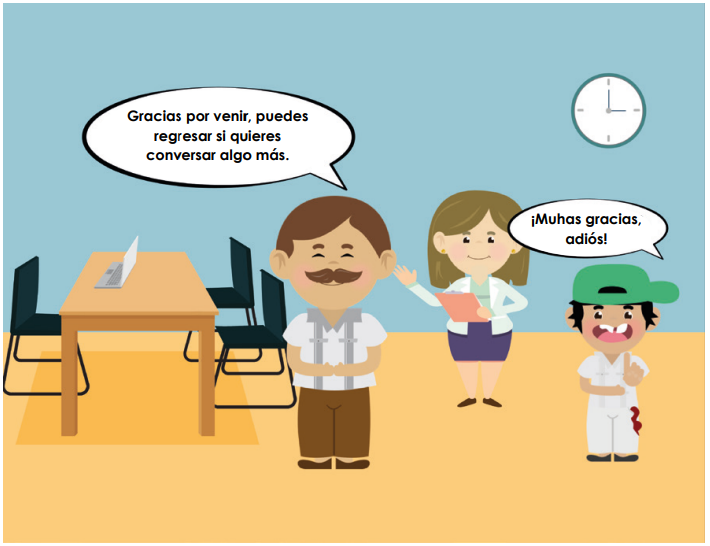 Gracias por venir, puedes
regresar si quieres
conversar algo más.
¡Muhas gracias,
adiós!